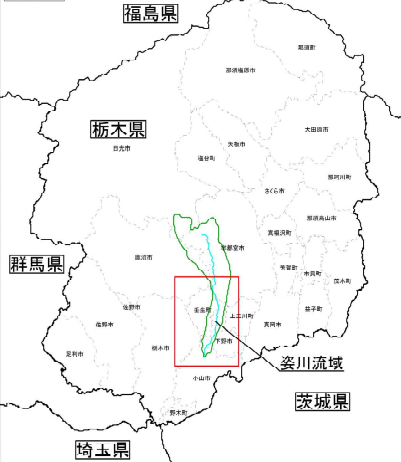 福島県
那須町
那須塩原市
栃木県
大田原市
日光市
矢板市
塩谷町
那珂川町
さくら市
那須烏山市
宇都宮市
高根沢町
鹿沼市
群馬県
芳賀町
市貝町
茂木町
佐野市
壬生町
上三川町
益子町
佐野市
真岡市
足利市
栃木市
下野市
姿川流域
小山市
茨城県
野木町
埼玉県